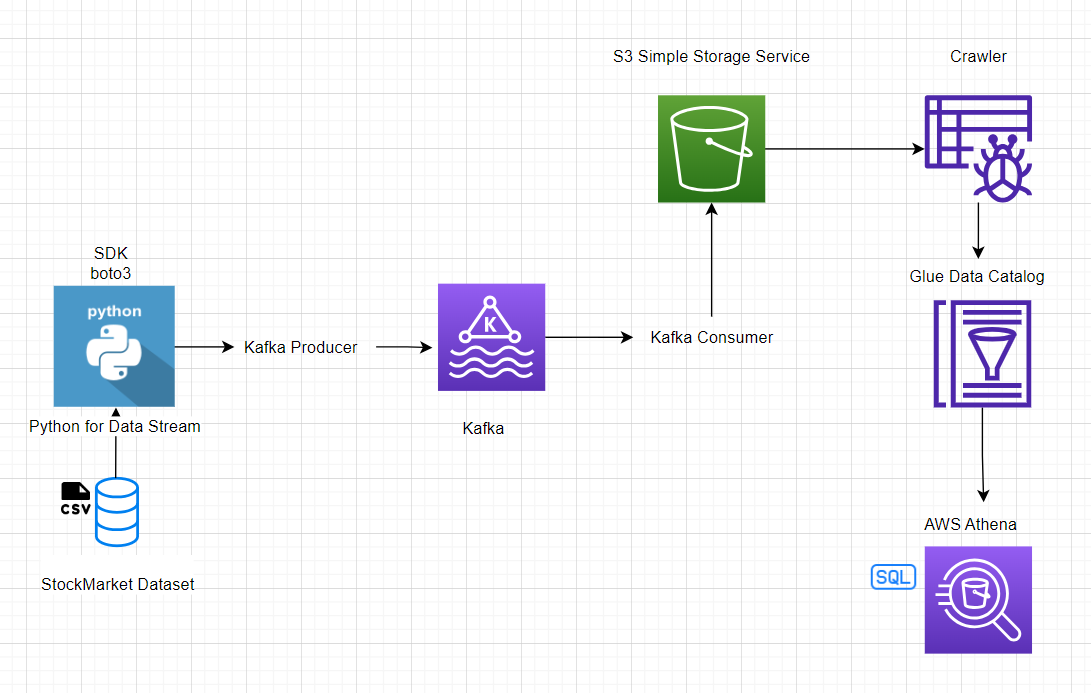 S3 Simple Storage Service
Crawler
SDK
boto3
python
Kafka Producer
K
Kafka
Kafka Consumer
Glue Data Catalog
Python for Data Stream
CSV
StockMarket Dataset
AWS Athena
SQL